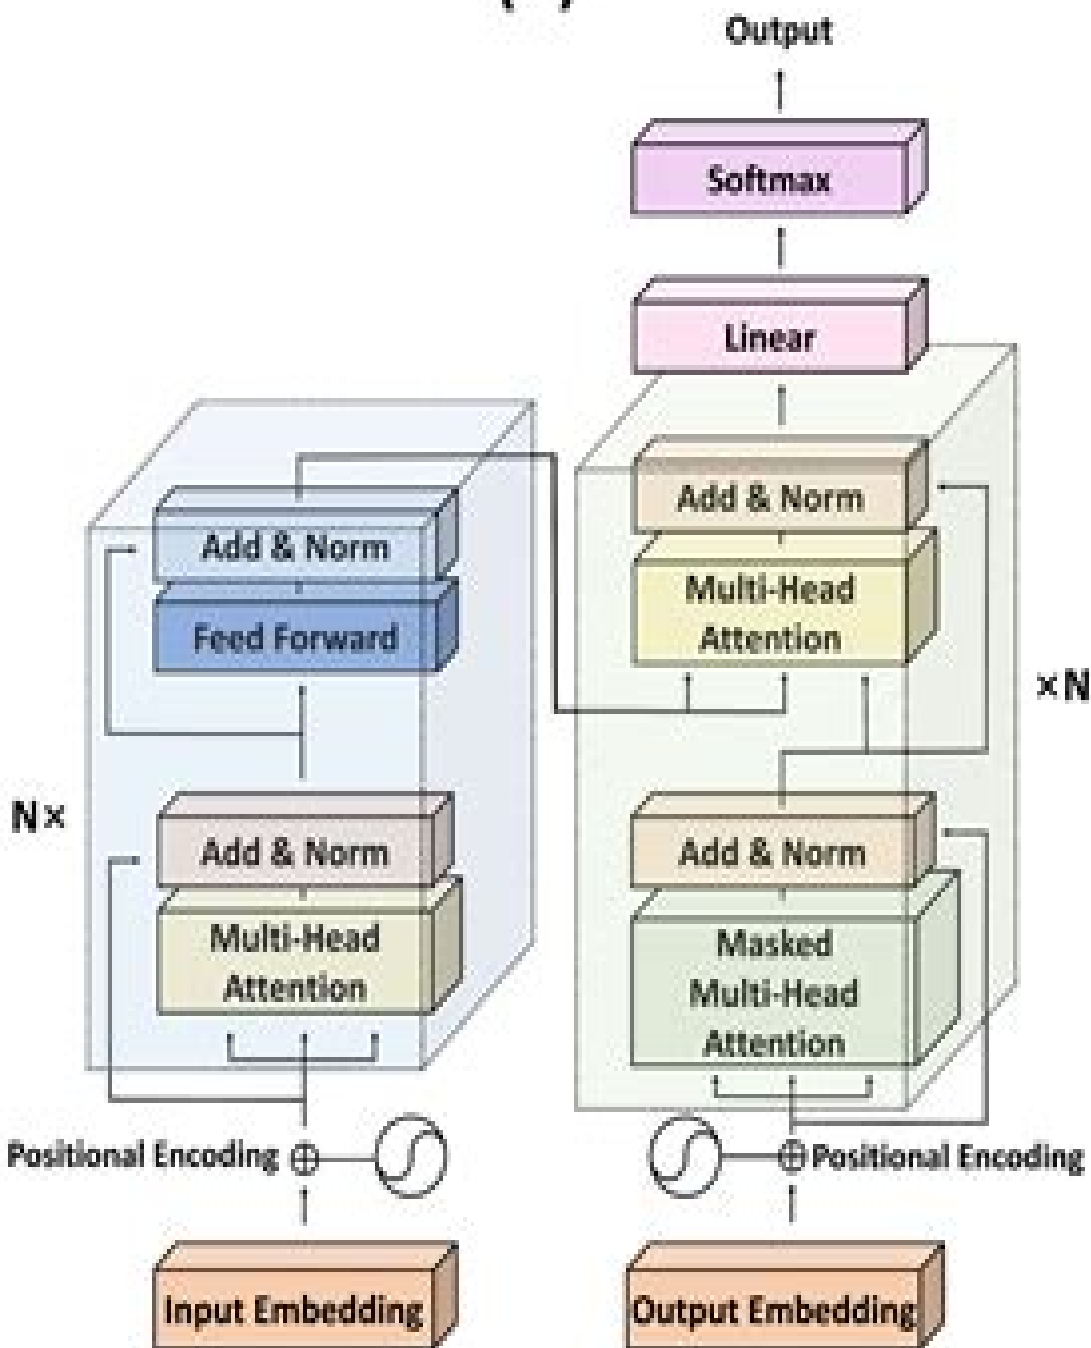 Output
Softmax
Linear
Add & Norm
Multi-Head
Attention
×N
Add & Norm
Masked
Multi-Head
Attention
Positional Encoding
Output Embedding
Add & Norm
Feed Forward
N×
Add & Norm
Multi-Head
Attention
Positional Encoding
Input Embedding